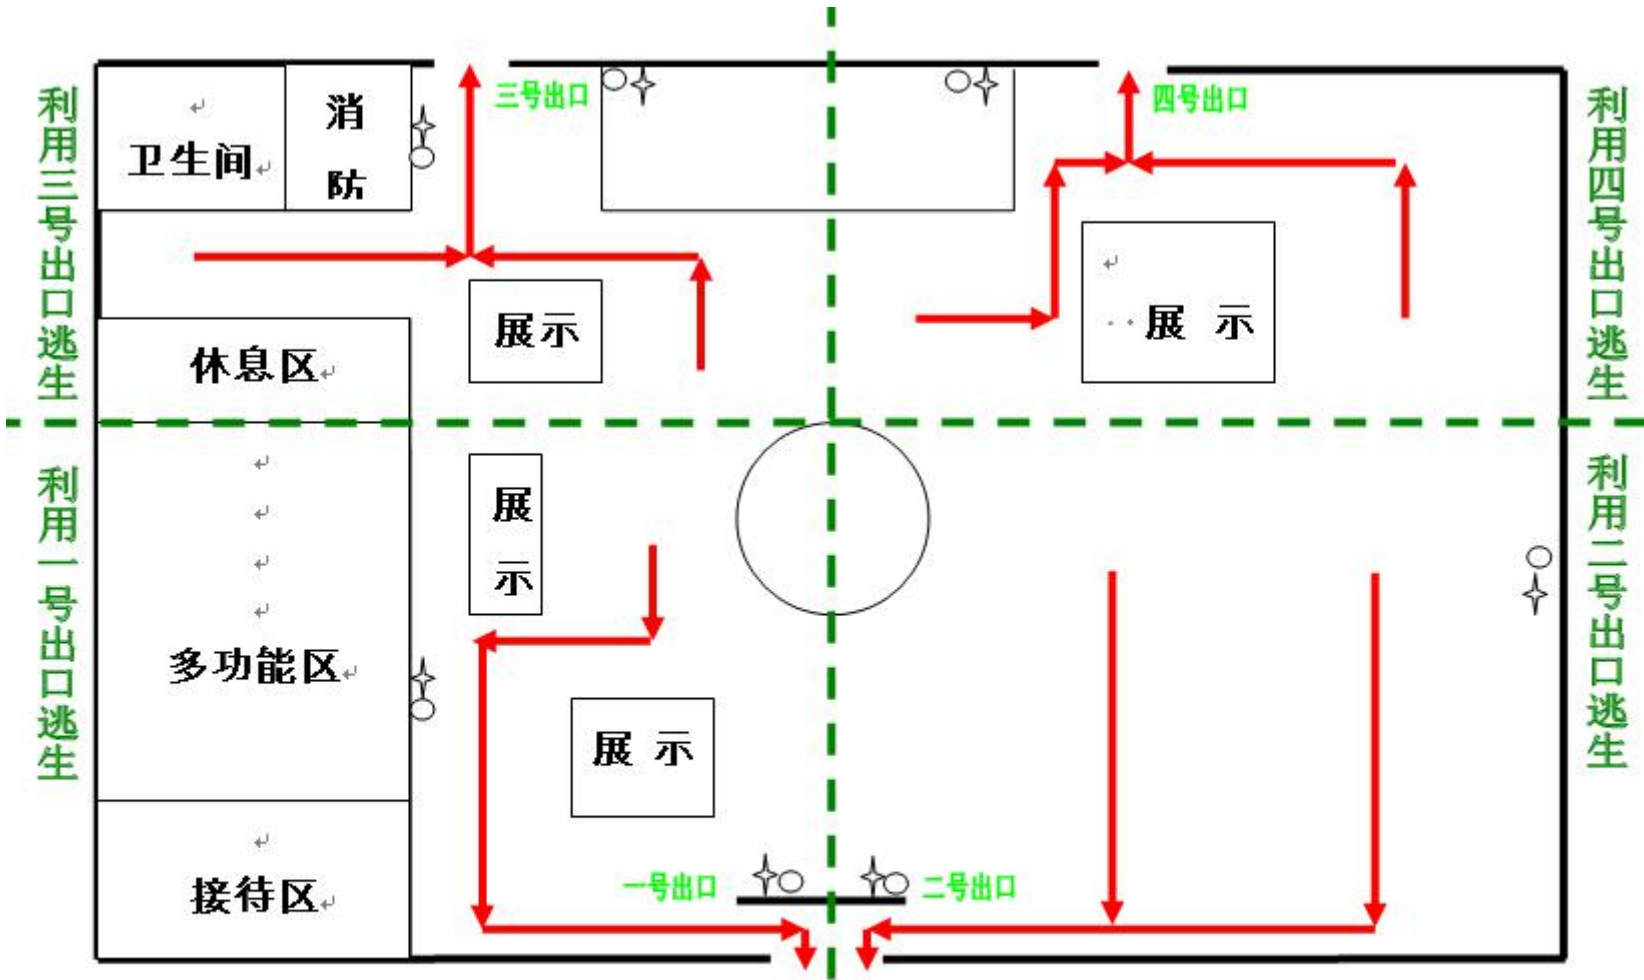 利用三号出口逃生
卫生间
消防
三号出口
四号出口
利用四号出口逃生
展示
展 示
休息区
利用一号出口逃生
展示
多功能区
展 示
接待区
一号出口
二号出口
利用二号出口逃生